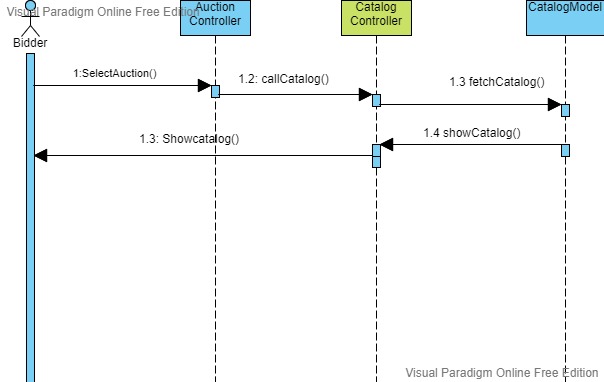 Visual Paradigm Online Free Edition
Bidder
Auction
Controller
Catalog
Controller
CatalogModel
1:SelectAuction()
1.2: callCatalog()
1.3 fetchCatalog()
1.4 showCatalog()
1.3: Showcatalog()
Visual Paradigm Online Free Edition